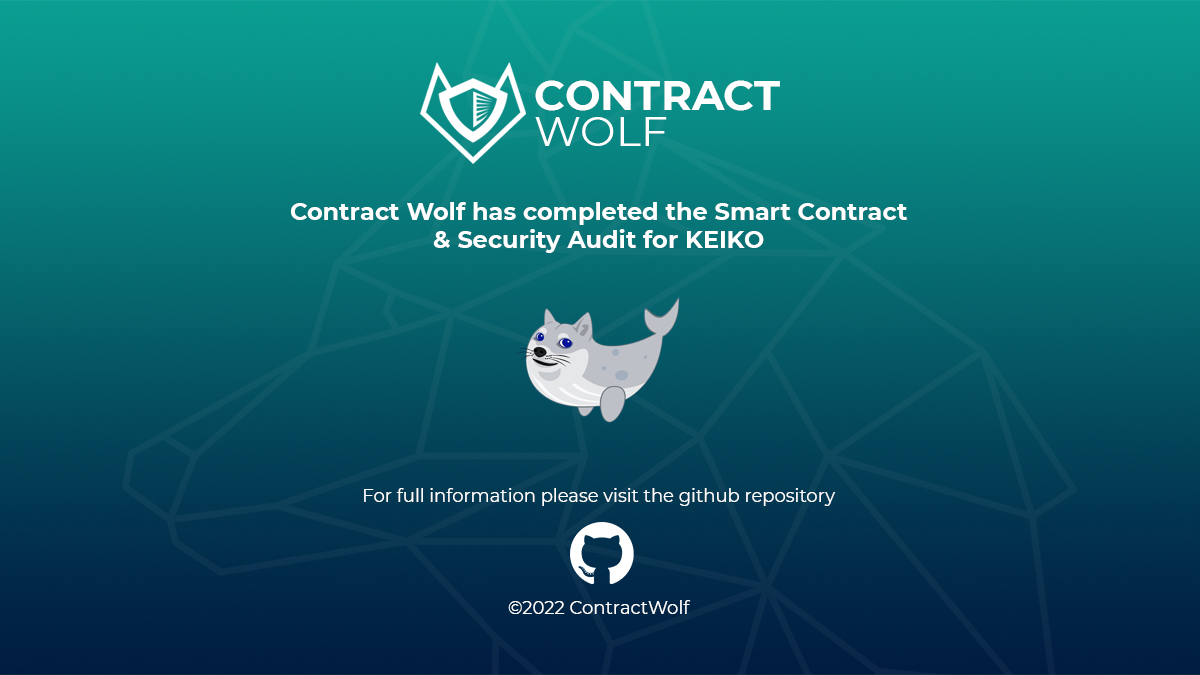 CONTRACT
WOLF
Contract Wolf has completed the Smart Contract
& Security Audit for KEIKO
For full information please visit the github repository
©2022 ContractWolf